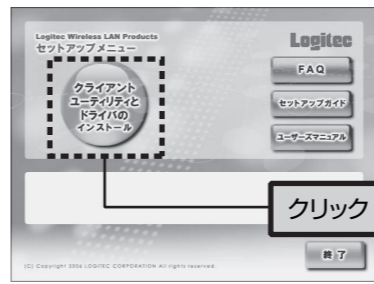 Logitec Wireless LAN Products
セットアップメニュー
Logitec
クライアント
ユーティリティと
ドライバの
インストール
FAQ
セットアップガイド
ユーザーズマニュアル
クリック
終了
(C) Copyright 2006 LOGITEC CORPORATION All rights reserved.